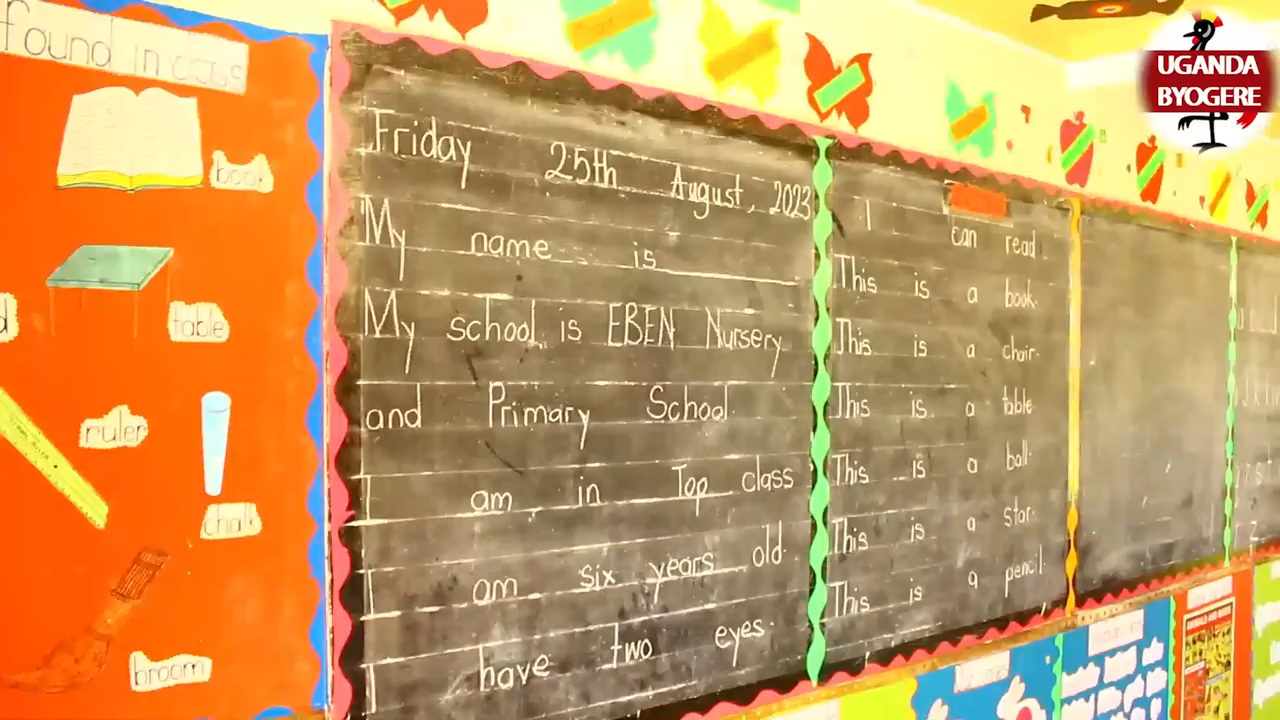 found in class
book
table
ruler
chalk
broom
Friday 25th August, 2023
My name is
My school is EBEN Nursery
and Primary School
I am in Top class
I am six years old.
I have two eyes.
I can read.
This is a book.
This is a chair.
This is a table.
This is a ball.
This is a star.
This is a pencil.
UGANDA
BYOGERE